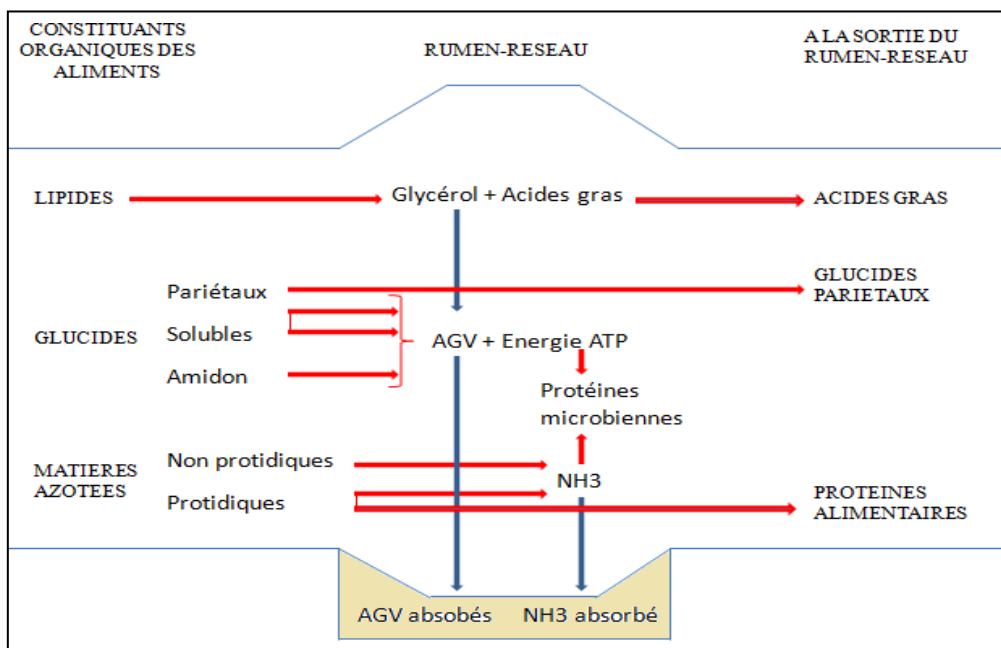 CONSTITUANTS
ORGANIQUES DES
ALIMENTS
RUMEN-RESEAU
A LA SORTIE DU
RUMEN-RESEAU
LIPIDES
Glycérol + Acides gras
ACIDES GRAS
GLUCIDES
Pariétaux
Solubles
Amidon
GLUCIDES
PARIETAUX
AGV + Energie ATP
Protéines
microbiennes
MATIERES
AZOTEES
Non protidiques
Protidiques
NH3
PROTEINES
ALIMENTAIRES
AGV absobés
NH3 absorbé